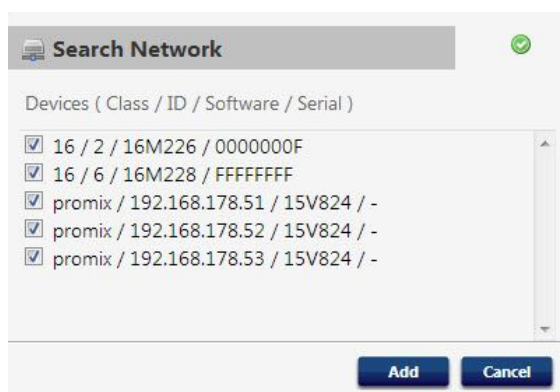 Search Network
Devices ( Class / ID / Software / Serial )
16 / 2 / 16M226 / 0000000F
16 / 6 / 16M228 / FFFFFFFF
promix / 192.168.178.51 / 15V824 / -
promix / 192.168.178.52 / 15V824 / -
promix / 192.168.178.53 / 15V824 / -
Add Cancel